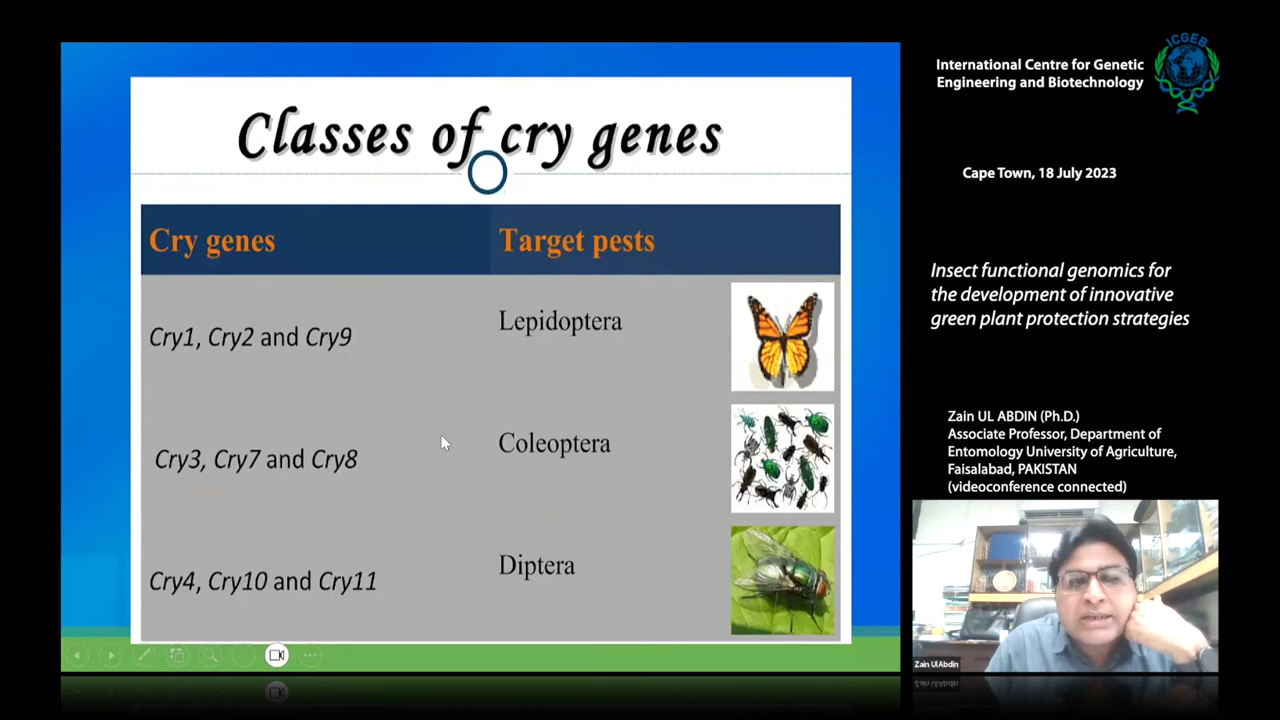 Classes of cry genes
Cry genes
Target pests
Cry1, Cry2 and Cry9
Lepidoptera
Cry3, Cry7 and Cry8
Coleoptera
Cry4, Cry10 and Cry11
Diptera
International Centre for Genetic
Engineering and Biotechnology
ICGEB
Cape Town, 18 July 2023
Insect functional genomics for
the development of innovative
green plant protection strategies
Zain UL ABDIN (Ph.D.)
Associate Professor, Department of
Entomology University of Agriculture,
Faisalabad, PAKISTAN
(videoconference connected)
Zain UlAbdin